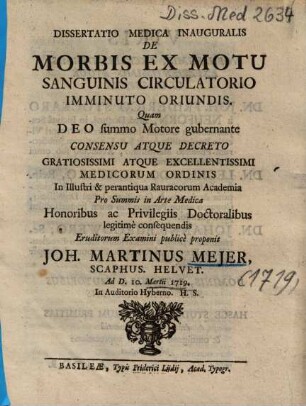 Diss. Med 2634
DISSERTATIO MEDICA INAUGURALIS
DE
MORBIS EX MOTU
SANGUINIS CIRCULATORIO
IMMINUTO ORIUNDIS.
Quam
DEO summo Motore gubernante
CONSENSU ATQUE DECRETO
GRATIOSISSIMI ATQUE EXCELLENTISSIMI
MEDICORUM ORDINIS
In Illustri & perantiqua Rauracorum Academia
Pro Summis in Arte Medica
Honoribus ac Privilegiis Doctoralibus
legitimè consequendis
Eruditorum Examini publicè proponit
JOH. MARTINUS MEJER,
SCAPHUS. HELVET.
Ad D. 10. Martii 1719.
In Auditorio Hyberno. H. S.
(1719)
BASILEÆ, Typis Friderici Lüdij, Acad. Typogr.